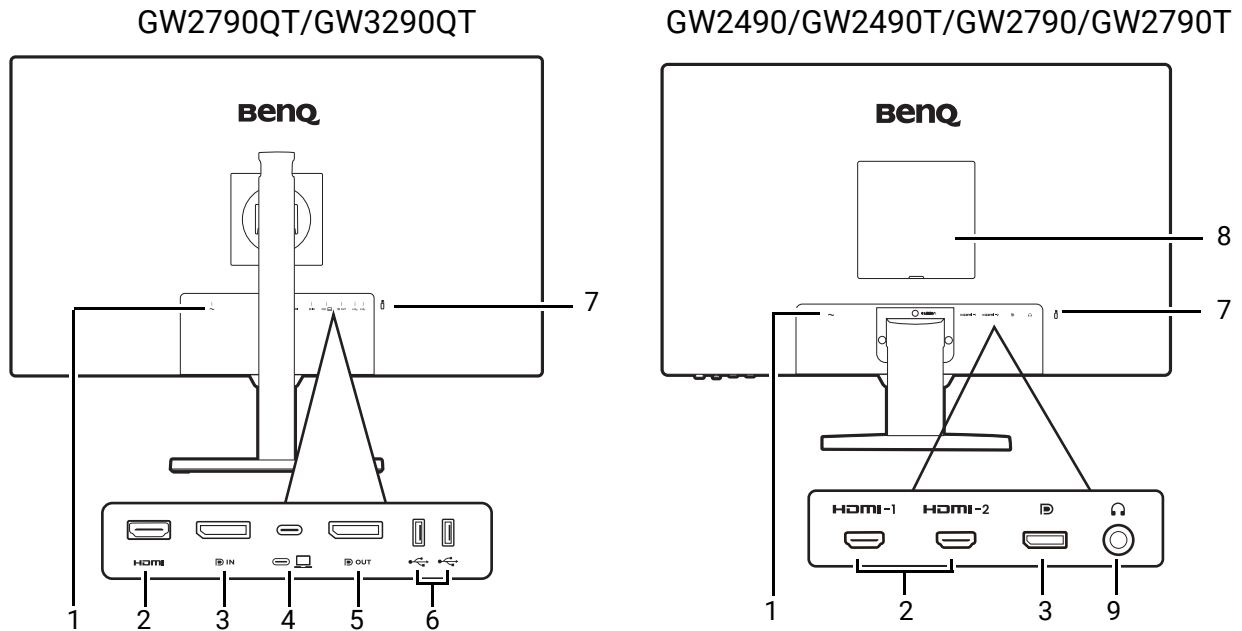 GW2790QT/GW3290QT
GW2490/GW2490T/GW2790/GW2790T
BenQ
BenQ
8
7
7
HDMI-1 HDMI-2
HDMI IN OUT
1 2 3 4 5 6
1 2 3 9